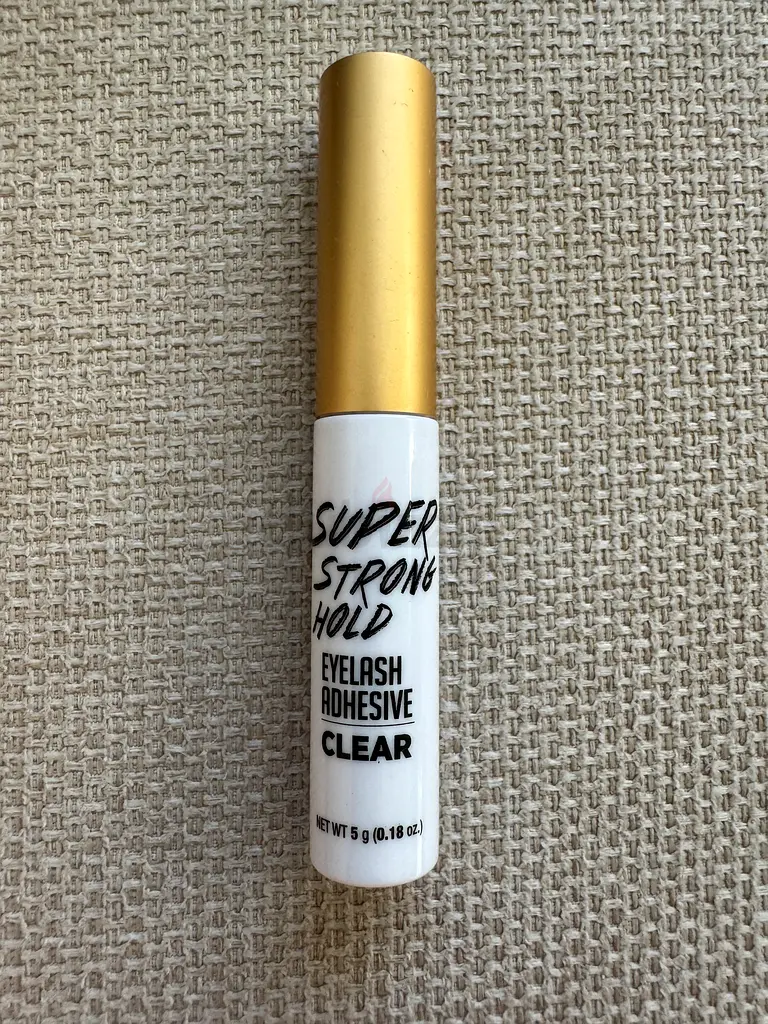 SUPER
STRONG
HOLD
EYELASH
ADHESIVE
CLEAR
NET WT 5 g (0.18 oz.)